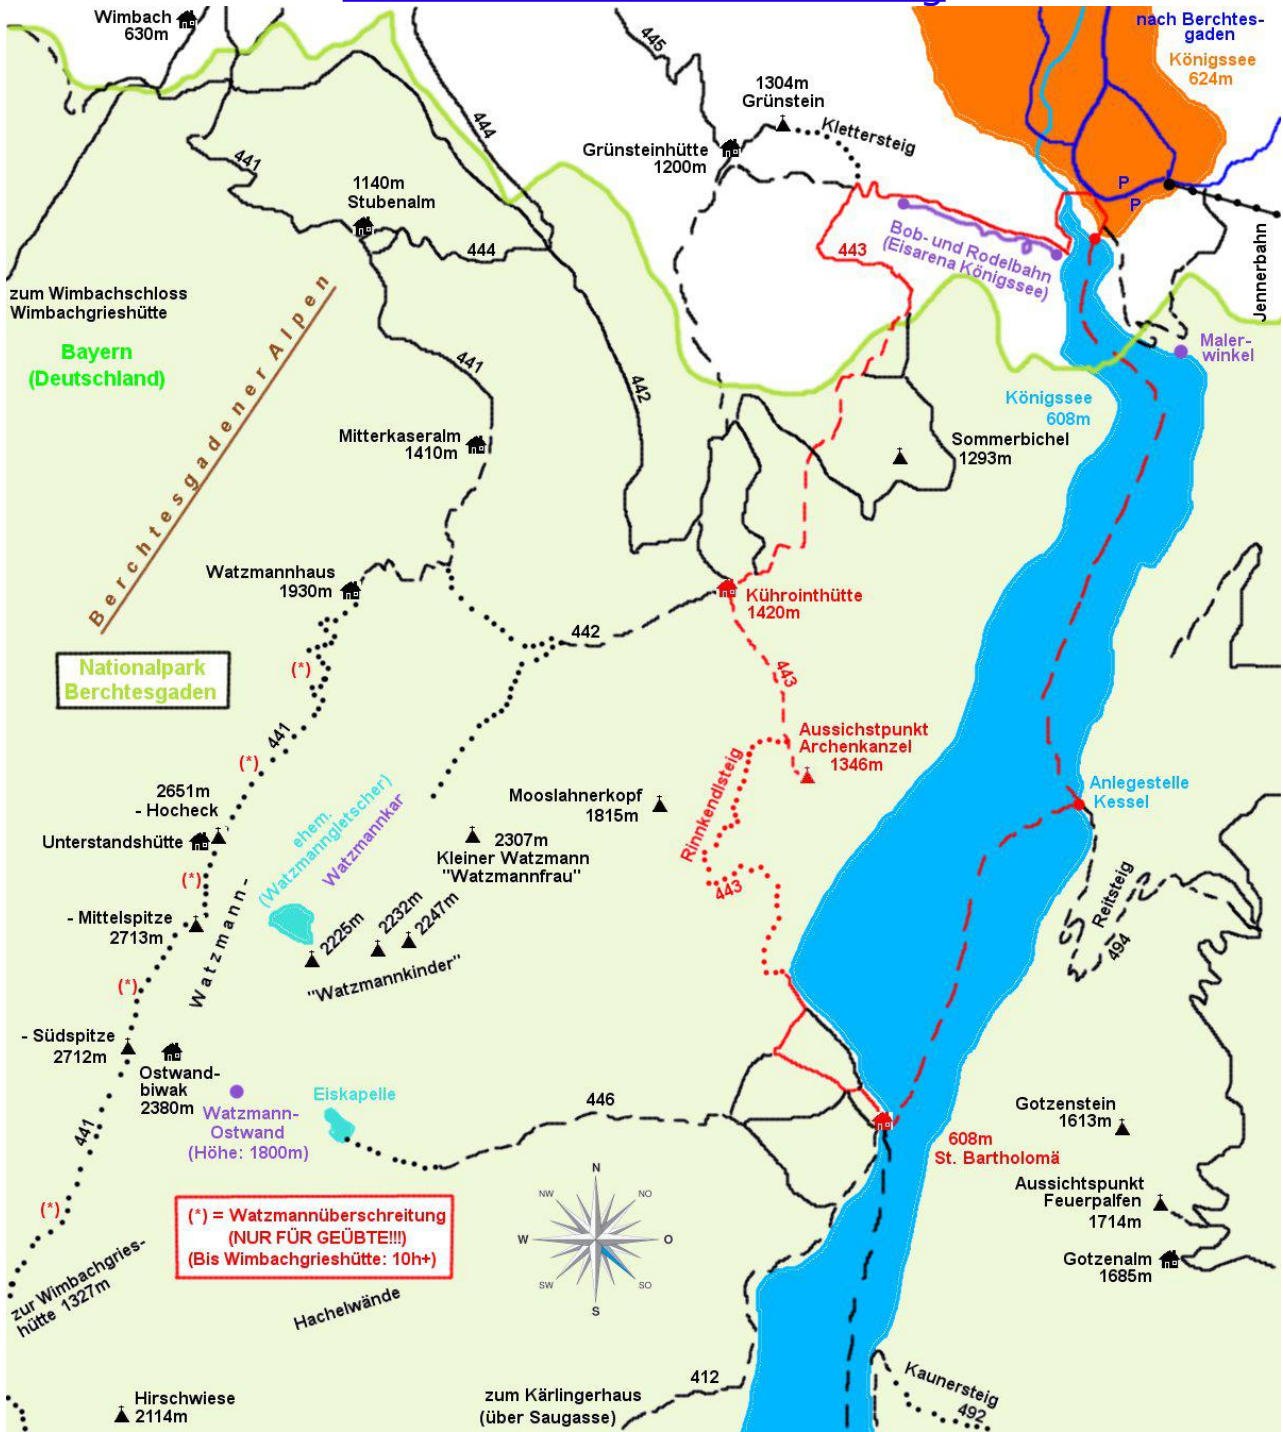 Wimbach
630m
445
nach Berchtes-
gaden
Königssee
624m
1304m
Grünstein
Klettersteig
444
Grünsteinhütte
1200m
441
1140m
Stubenalm
P
P
444
443
Bob- und Rodelbahn
(Eisarena Königssee)
Jennerbahn
zum Wimbachschloss
Wimbachgrieshütte
Bayern
(Deutschland)
Berchtesgadener Alpen
441
442
Maler-
winkel
Königssee
608m
Mitterkaseralm
1410m
Sommerbichel
1293m
Watzmannhaus
1930m
Kührointhütte
1420m
442
Nationalpark
Berchtesgaden
(*)
443
441
Aussichstpunkt
Archenkanzel
1346m
(*)
Rinnkendlsteig
Anlegestelle
Kessel
2651m
- Hocheck
Unterstandshütte
ehem.
(Watzmanngletscher)
Watzmannkar
Mooslahnerkopf
1815m
2307m
Kleiner Watzmann
"Watzmannfrau"
(*)
443
Reitsteig
494
- Mittelspitze
2713m
Watzmann-
2225m
2232m
2247m
"Watzmannkinder"
(*)
- Südspitze
2712m
Ostwand-
biwak
2380m
Watzmann-
Ostwand
(Höhe: 1800m)
Eiskapelle
446
441
608m
St. Bartholomä
Gotzenstein
1613m
Aussichtspunkt
Feuerpalfen
1714m
Gotzenalm
1685m
(*)
(*) = Watzmannüberschreitung
(NUR FÜR GEÜBTE!!!)
(Bis Wimbachgrieshütte: 10h+)
N
NW
NO
W
O
SW
SO
S
zur Wimbachgries-
hütte 1327m
Hachelwände
Hirschwiese
2114m
zum Kärlingerhaus
(über Saugasse)
412
Kaunersteig
492